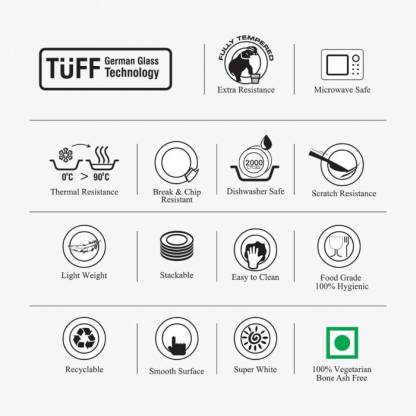 TüFF German Glass
Technology
FULLY TEMPERED
Extra Resistance
Microwave Safe
0°C > 90°C
Thermal Resistance
Break & Chip
Resistant
2000
Dishwasher Safe
Scratch Resistance
Light Weight
Stackable
Easy to Clean
Food Grade
100% Hygienic
Recyclable
Smooth Surface
Super White
100% Vegetarian
Bone Ash Free